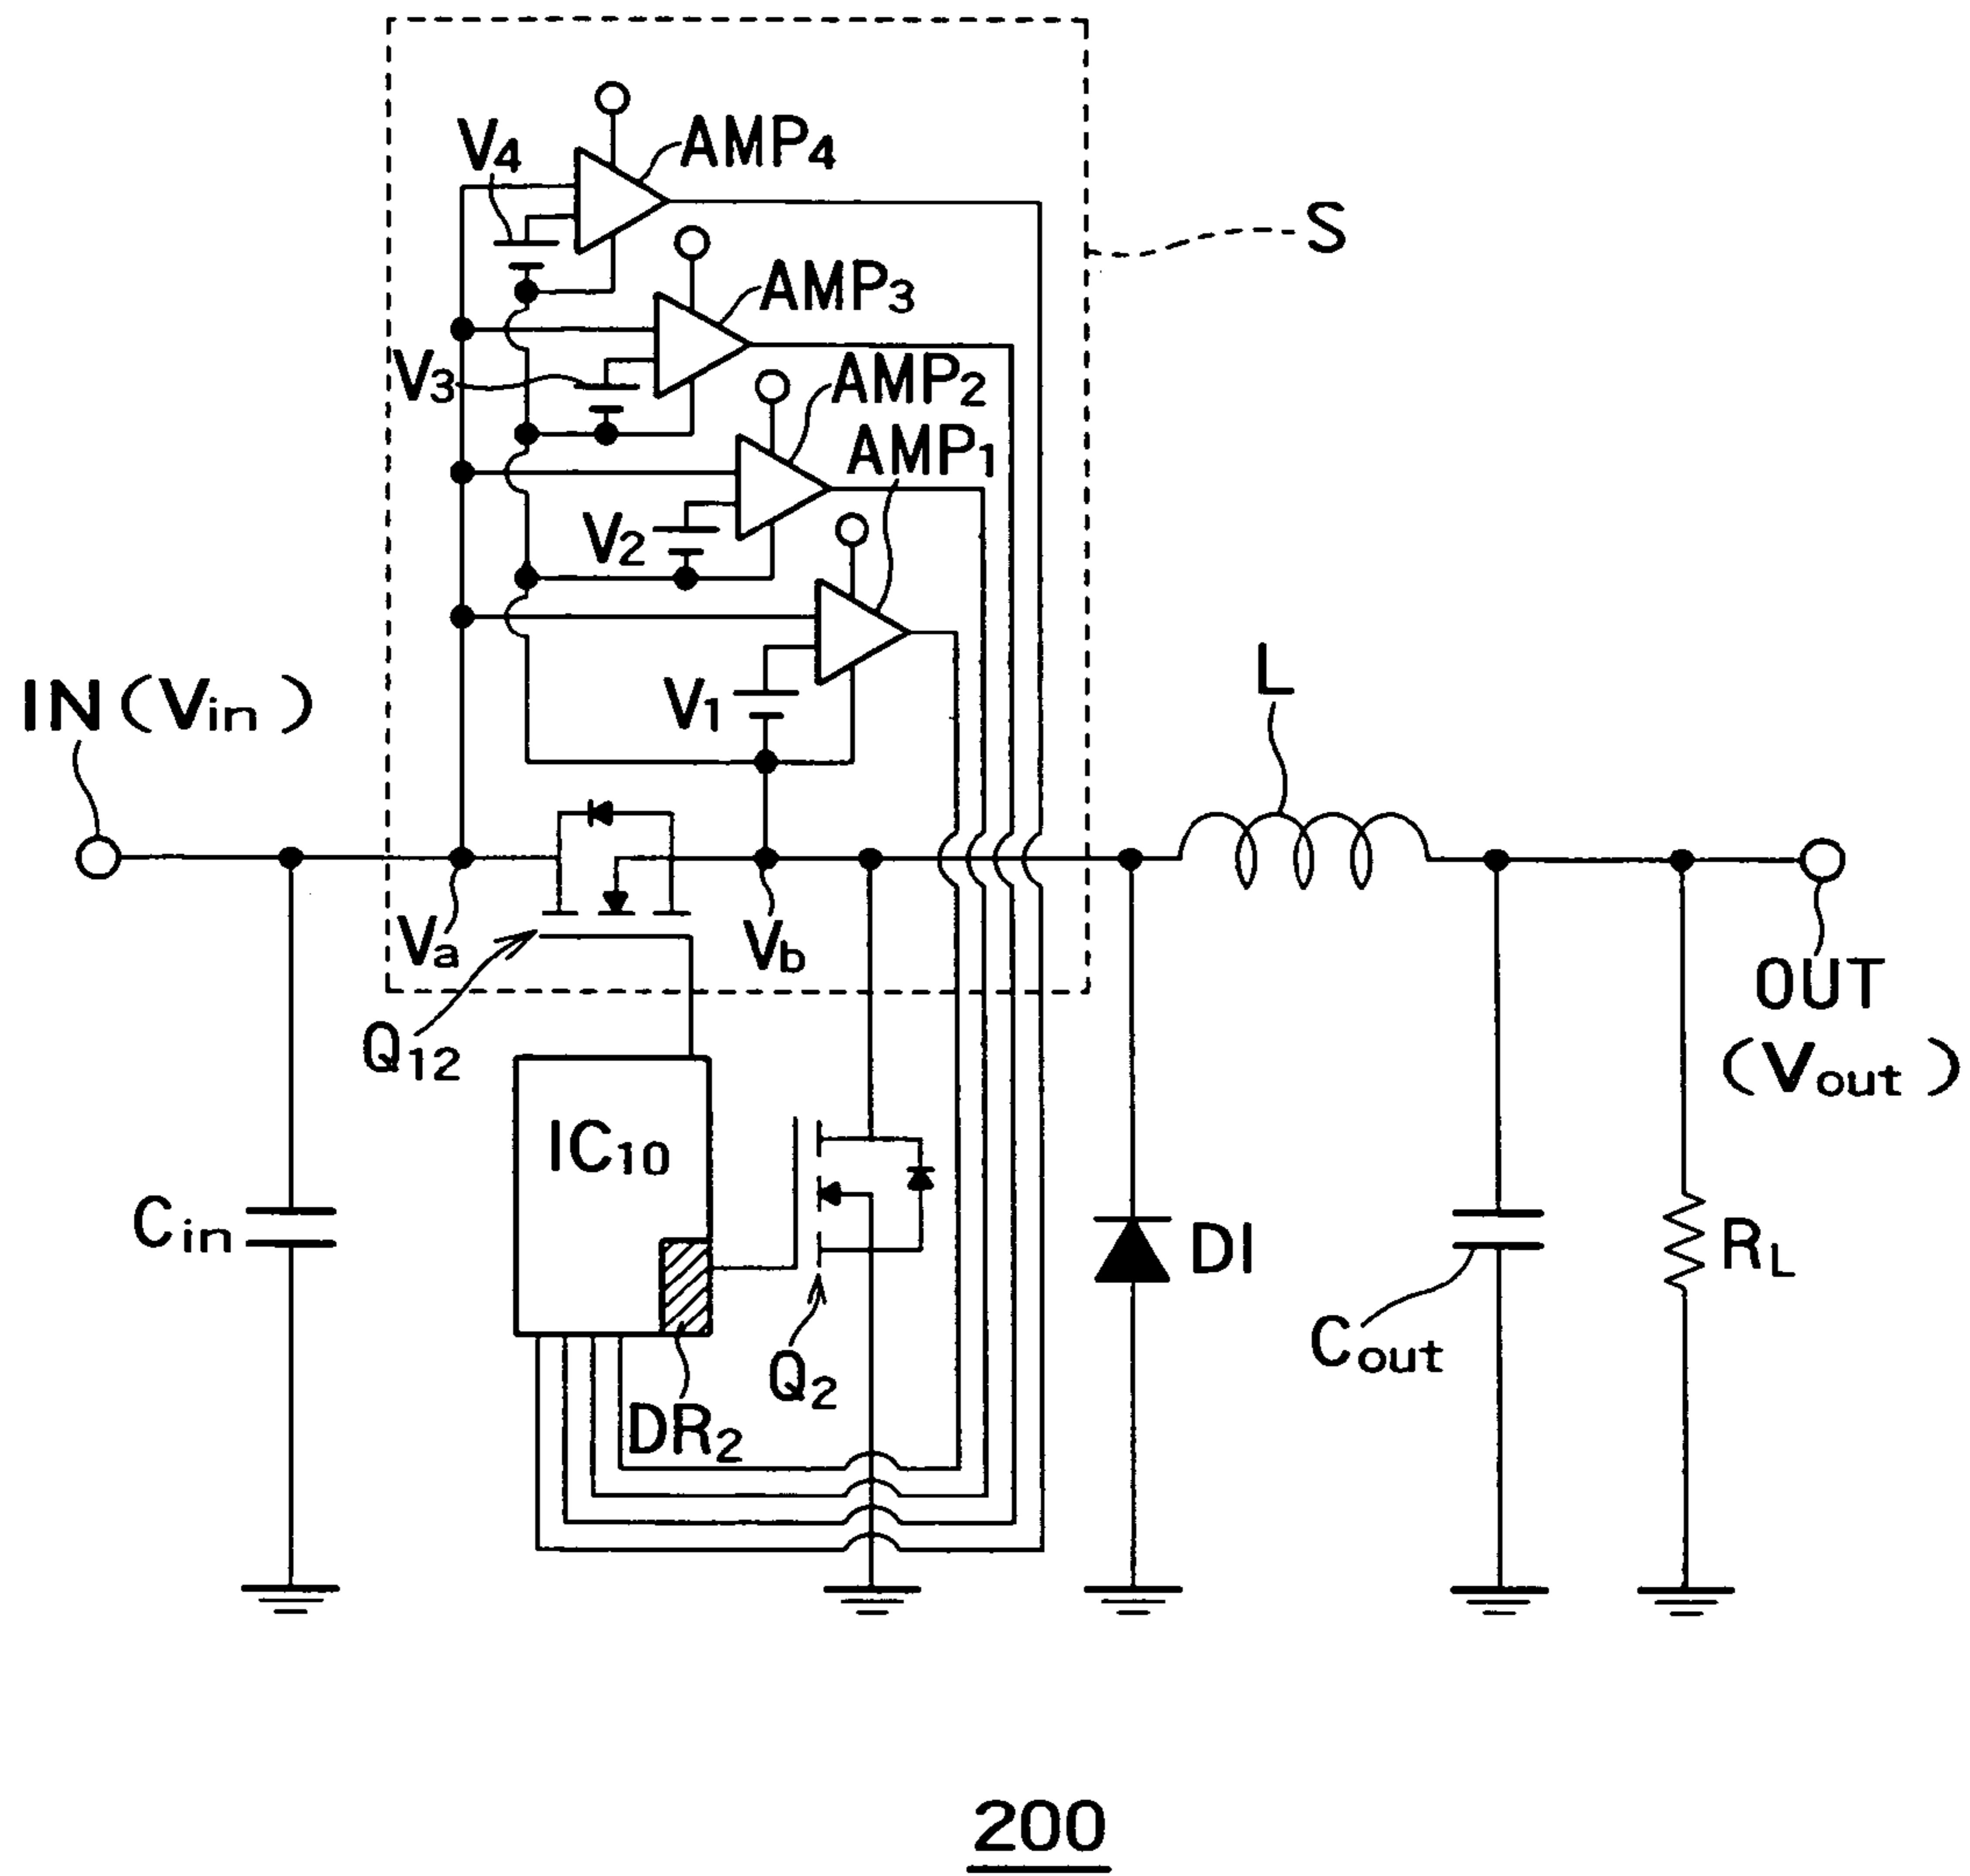 AMP4
V4
S
AMP3
V3
AMP2
AMP1
V2
L
IN (Vin)
V1
Va
Vb
OUT
(Vout)
Q12
IC10
Cin
DI
RL
Cout
Q2
DR2
200